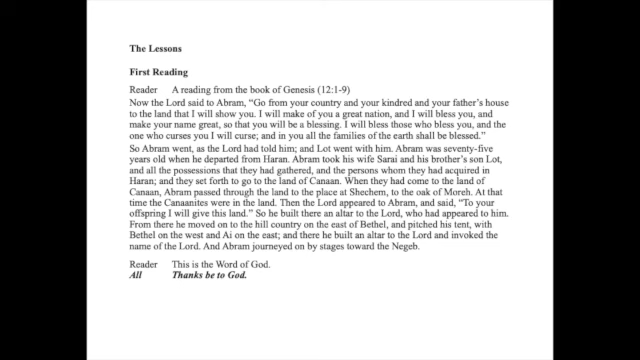 The Lessons
First Reading
Reader A reading from the book of Genesis (12:1-9)
Now the Lord said to Abram, “Go from your country and your kindred and your father’s house
to the land that I will show you. I will make of you a great nation, and I will bless you, and
make your name great, so that you will be a blessing. I will bless those who bless you, and the
one who curses you I will curse; and in you all the families of the earth shall be blessed.”
So Abram went, as the Lord had told him; and Lot went with him. Abram was seventy-five
years old when he departed from Haran. Abram took his wife Sarai and his brother’s son Lot,
and all the possessions that they had gathered, and the persons whom they had acquired in
Haran; and they set forth to go to the land of Canaan. When they had come to the land of
Canaan, Abram passed through the land to the place at Shechem, to the oak of Moreh. At that
time the Canaanites were in the land. Then the Lord appeared to Abram, and said, “To your
offspring I will give this land.” So he built there an altar to the Lord, who had appeared to him.
From there he moved on to the hill country on the east of Bethel, and pitched his tent, with
Bethel on the west and Ai on the east; and there he built an altar to the Lord and invoked the
name of the Lord. And Abram journeyed on by stages toward the Negeb.
Reader This is the Word of God.
All Thanks be to God.